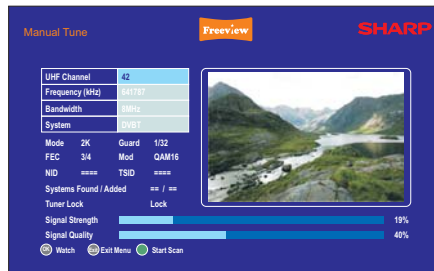 Manual Tune
Freeview
SHARP
UHF Channel 42
Frequency (kHz) 641767
Bandwidth 8MHz
System DVBT
Mode 2K Guard 1/32
FEC 3/4 Mod QAM16
NID ==== TSID ====
Systems Found / Added == / ==
Tuner Lock Lock
Signal Strength 19%
Signal Quality 40%
OK Watch Exit Exit Menu Start Scan